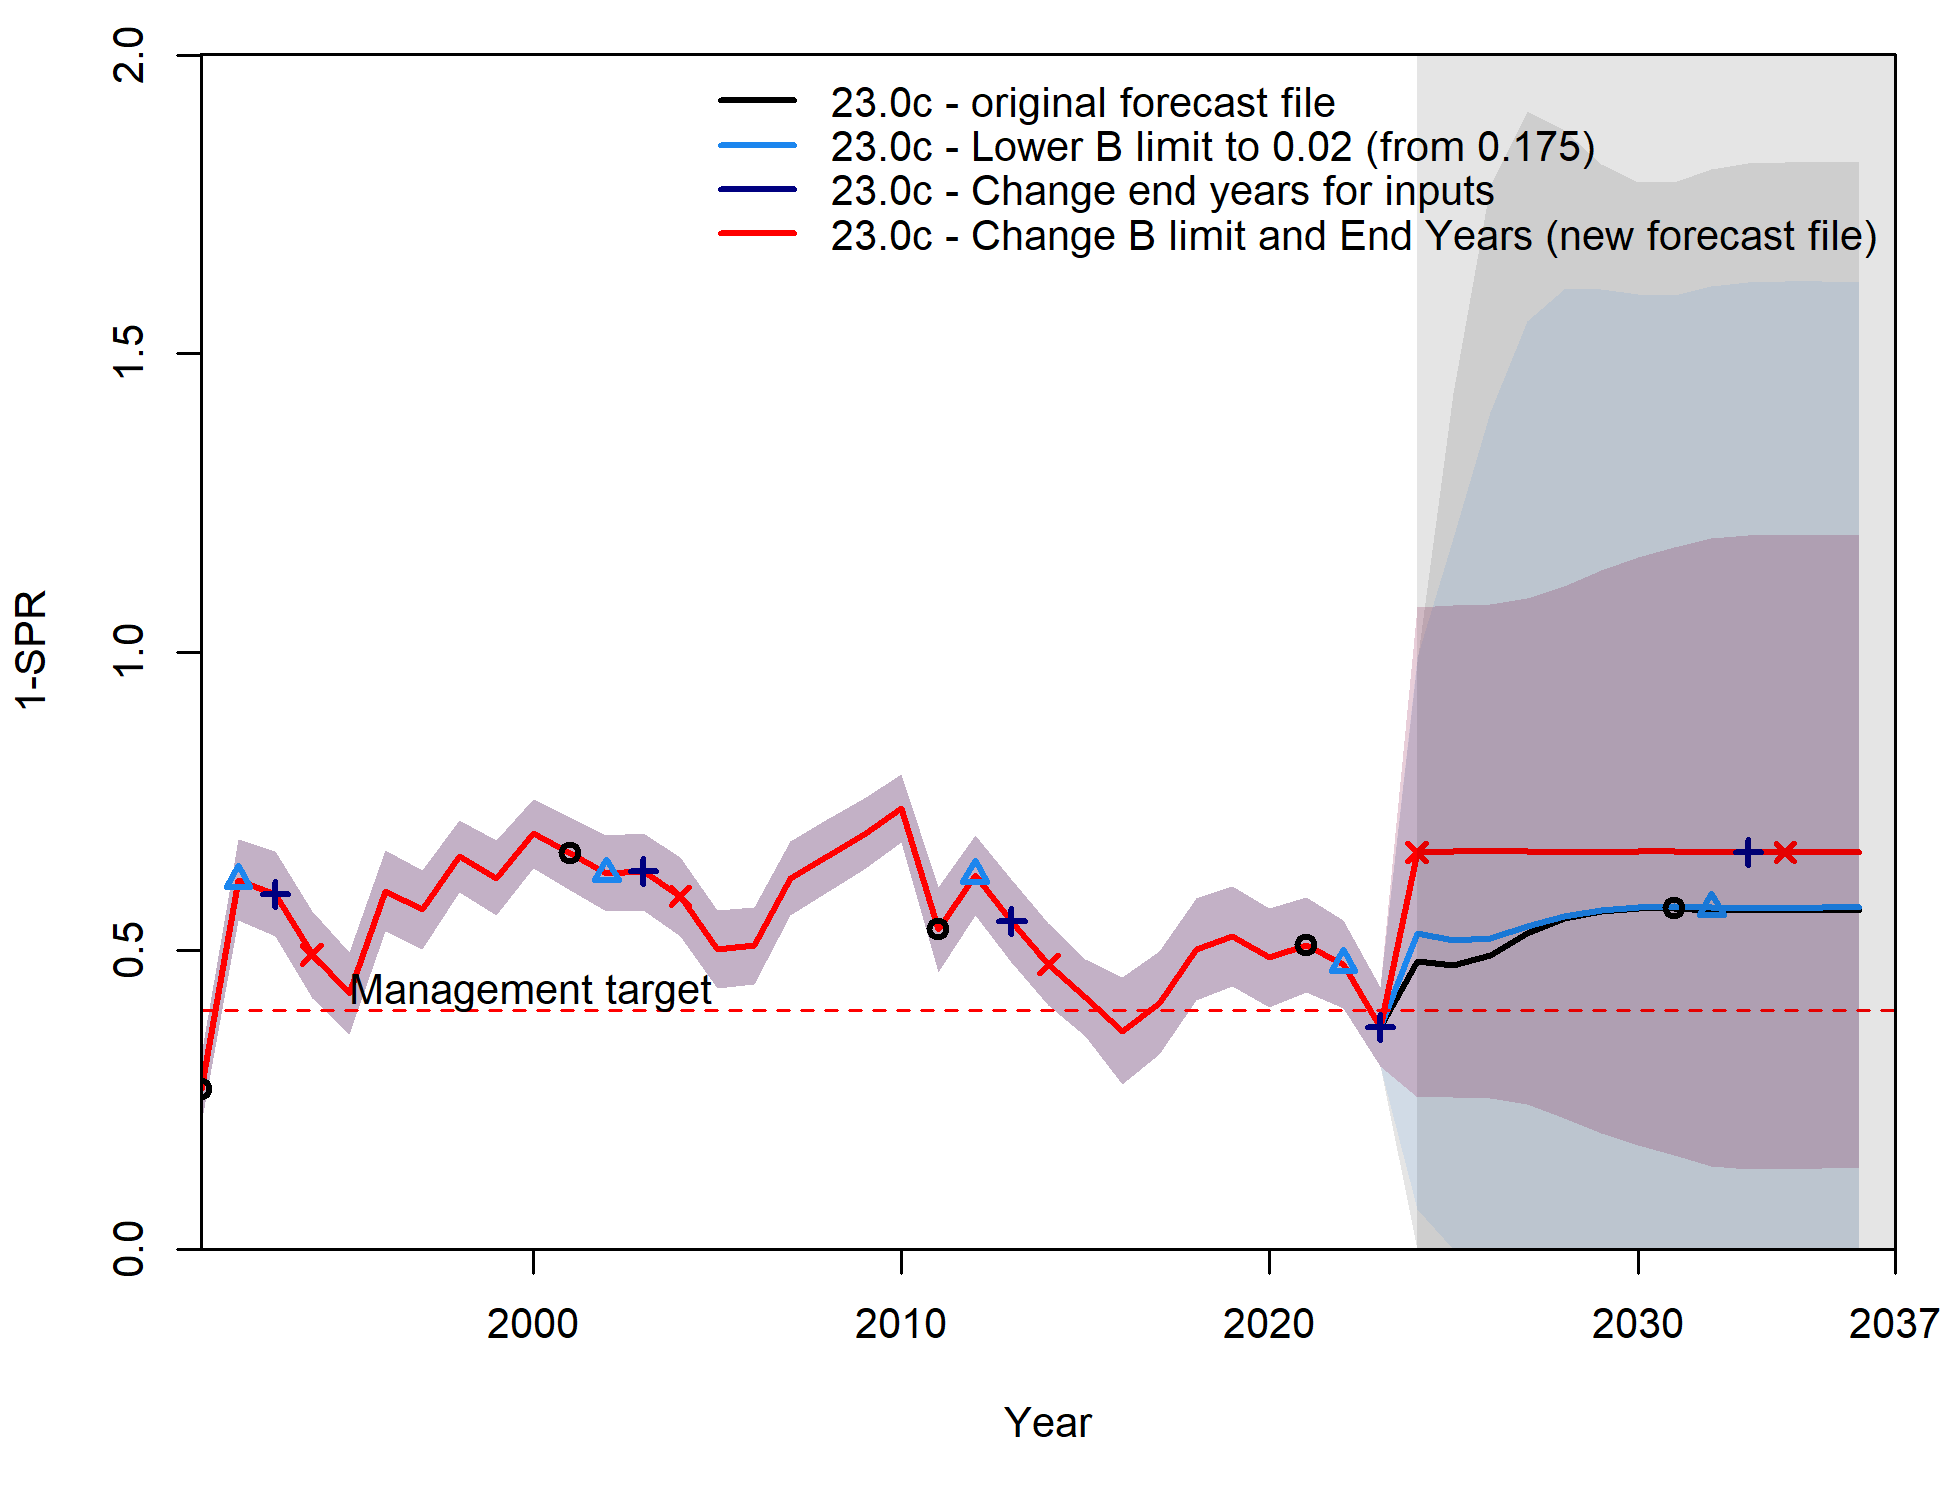 23.0c - original forecast file
23.0c - Lower B limit to 0.02 (from 0.175)
23.0c - Change end years for inputs
23.0c - Change B limit and End Years (new forecast file)
2.0
1.5
1.0
0.5
0.0
1-SPR
Management target
2000
2010
2020
2030
2037
Year